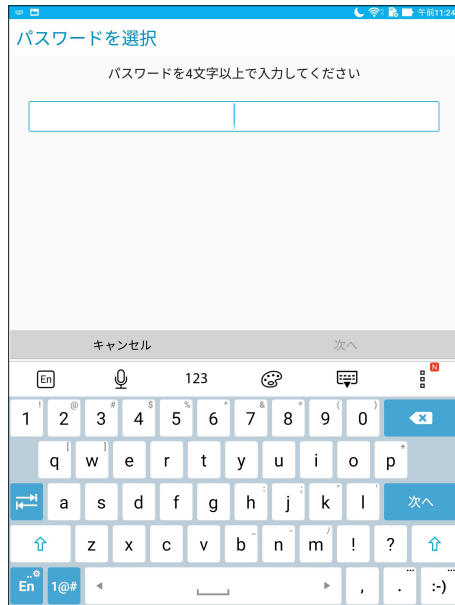 午前11:24
パスワードを選択
パスワードを4文字以上で入力してください
キャンセル 次へ
En 123 N
! @ # $ % ^ & * ( )
1 2 3 4 5 6 7 8 9 0
[ ] +
q w e r t y u i o p
: ; " '
a s d f g h j k l 次へ
_ - /
z x c v b n m ! ?
En 1@# , . :-)